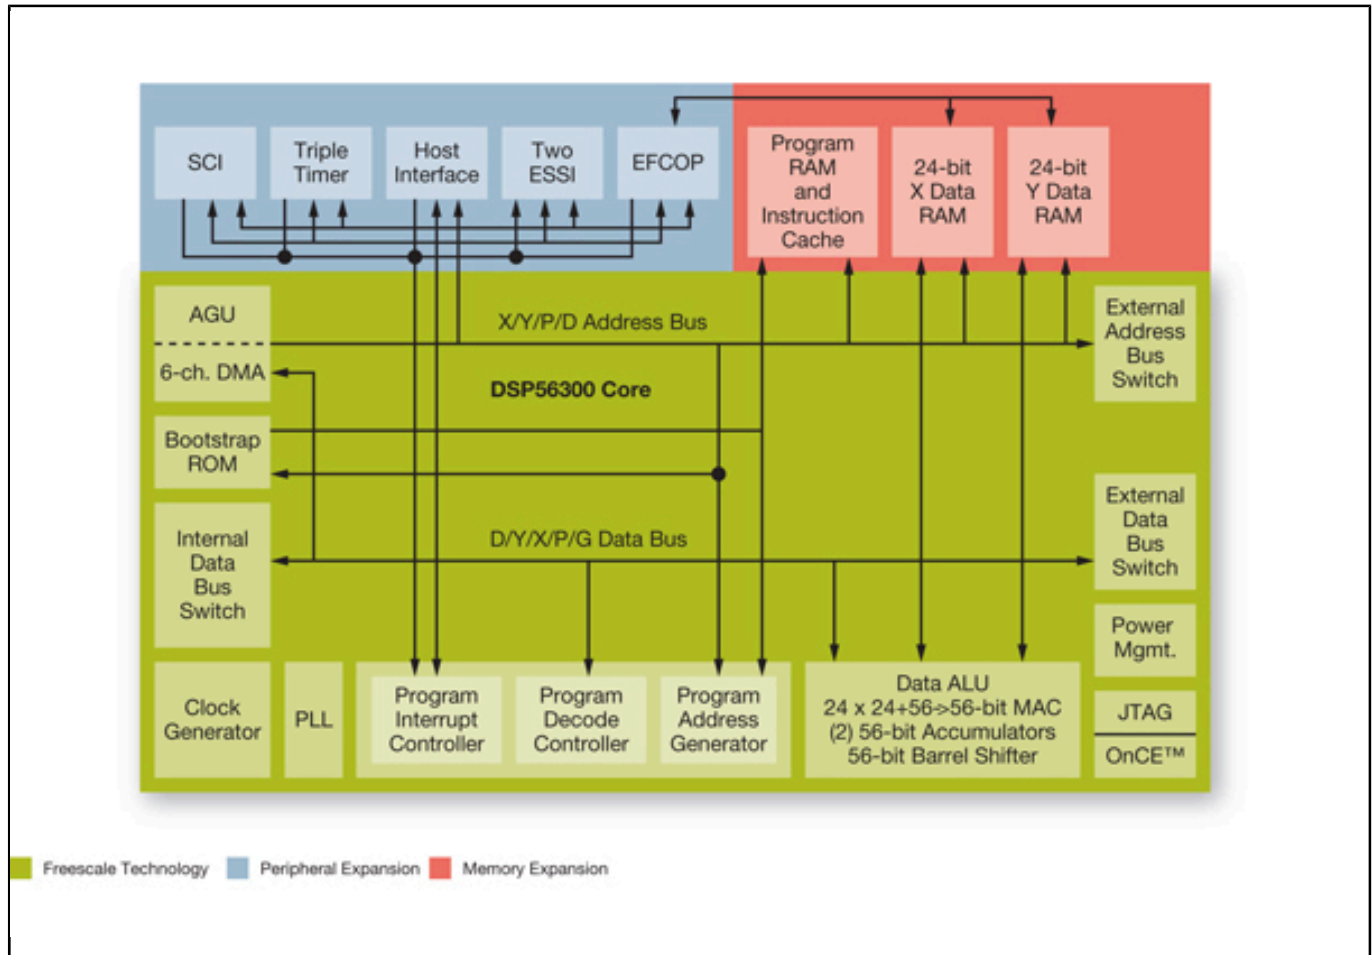 SCI
Triple
Timer
Host
Interface
Two
ESSI
EFCOP
Program
RAM
and
Instruction
Cache
24-bit
X Data
RAM
24-bit
Y Data
RAM
AGU
6-ch. DMA
X/Y/P/D Address Bus
External
Address
Bus
Switch
DSP56300 Core
Bootstrap
ROM
Internal
Data
Bus
Switch
D/Y/X/P/G Data Bus
External
Data
Bus
Switch
Power
Mgmt.
Clock
Generator
PLL
Program
Interrupt
Controller
Program
Decode
Controller
Program
Address
Generator
Data ALU
24 x 24+56->56-bit MAC
(2) 56-bit Accumulators
56-bit Barrel Shifter
JTAG
OnCE™
Freescale Technology
Peripheral Expansion
Memory Expansion